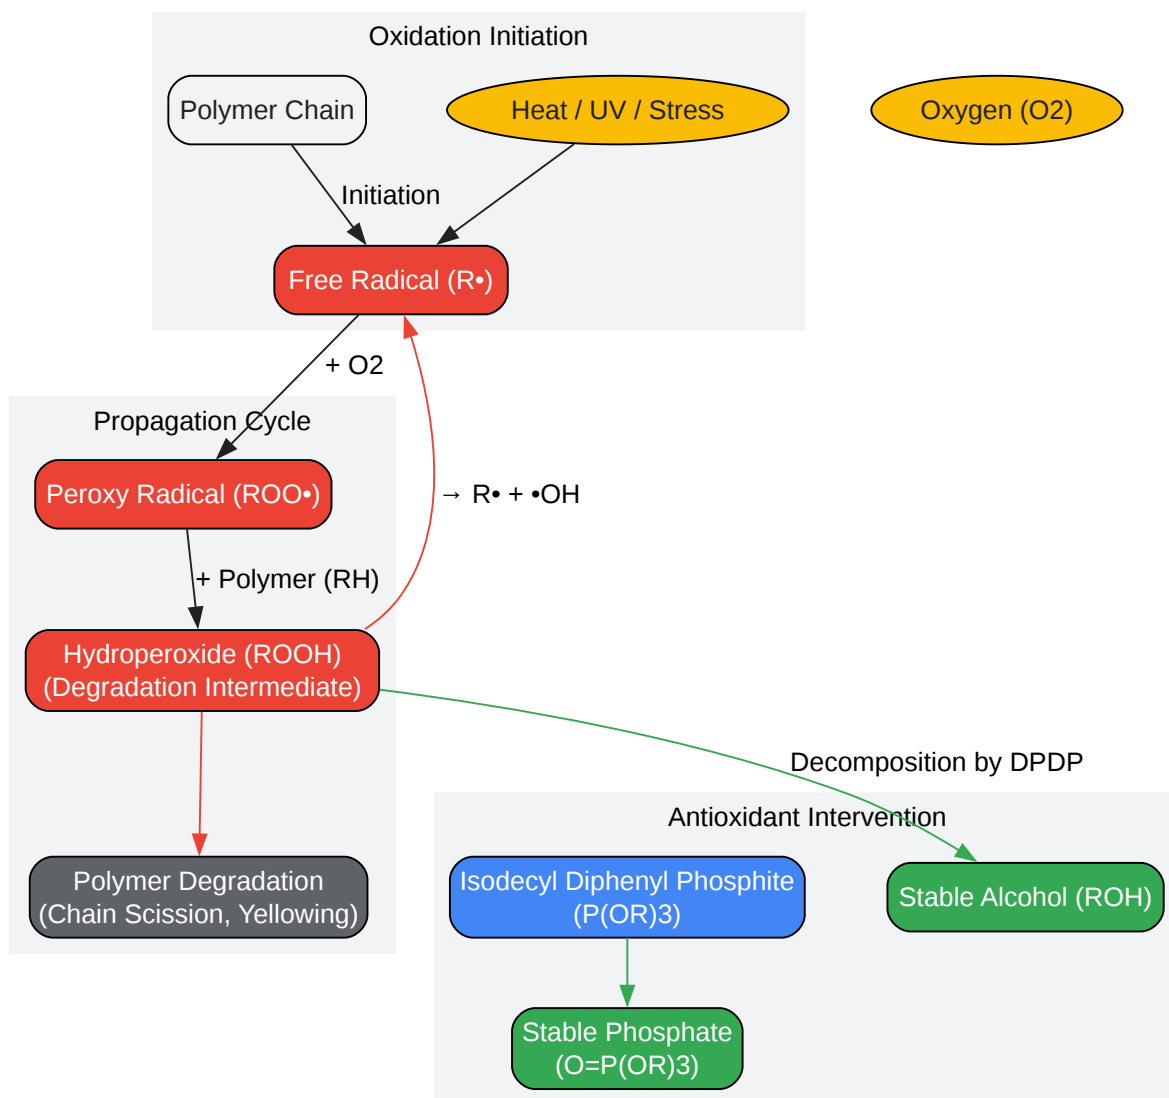 Oxidation Initiation
Polymer Chain
Heat / UV / Stress
Oxygen (O2)
Initiation
Free Radical (R•)
+ O2
Propagation Cycle
Peroxy Radical (ROO•)
→ R• + •OH
+ Polymer (RH)
Hydroperoxide (ROOH)
(Degradation Intermediate)
Decomposition by DPDP
Antioxidant Intervention
Polymer Degradation
(Chain Scission, Yellowing)
Isodecyl Diphenyl Phosphite
(P(OR)3)
Stable Alcohol (ROH)
Stable Phosphate
(O=P(OR)3)